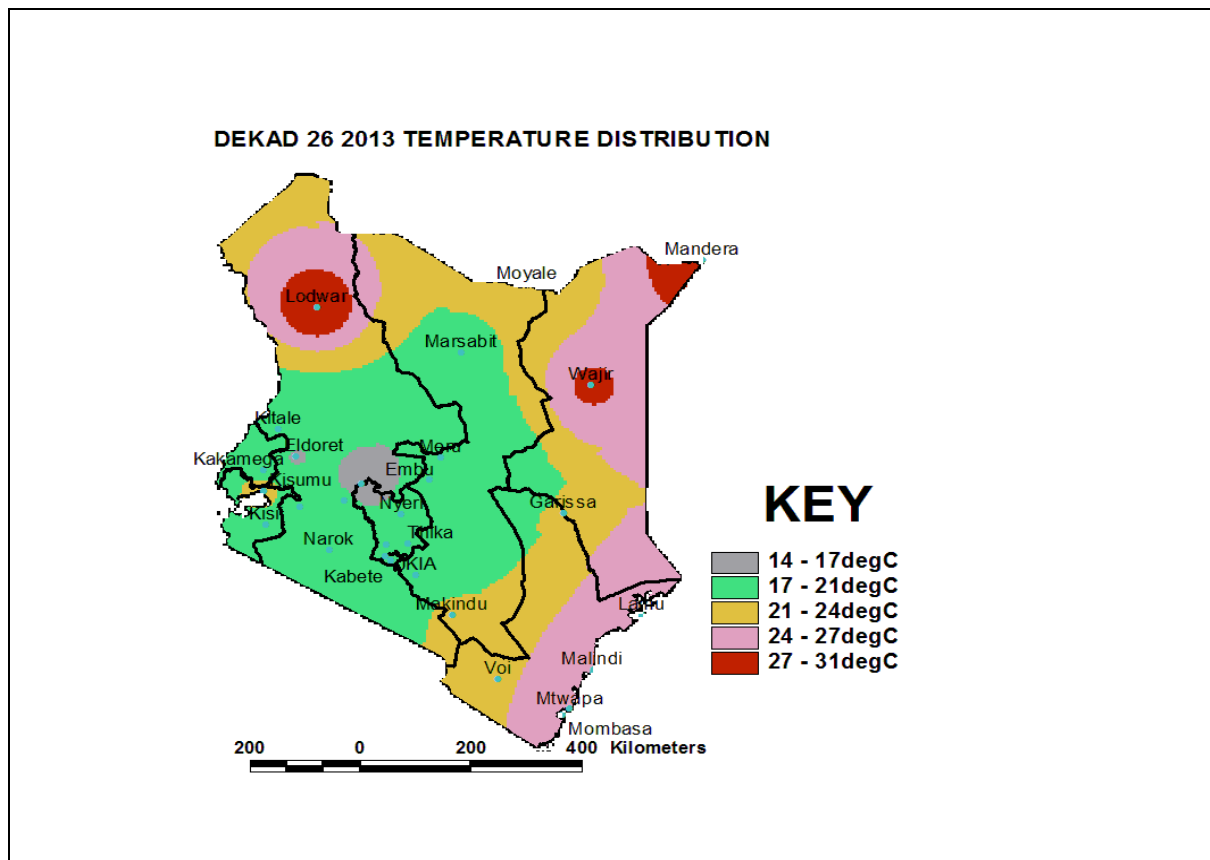 DEKAD 26 2013 TEMPERATURE DISTRIBUTION
Mandera
Moyale
Lodwar
Marsabit
Wajir
Kitale
Eldoret
Meru
Kakamega
Embu
Kisumu
Nyeri
Garissa
Kisi
Thika
Narok
JKIA
Kabete
Makindu
Lamu
Malindi
Voi
Mtwapa
Mombasa
KEY
14 - 17degC
17 - 21degC
21 - 24degC
24 - 27degC
27 - 31degC
200 0 200 400 Kilometers